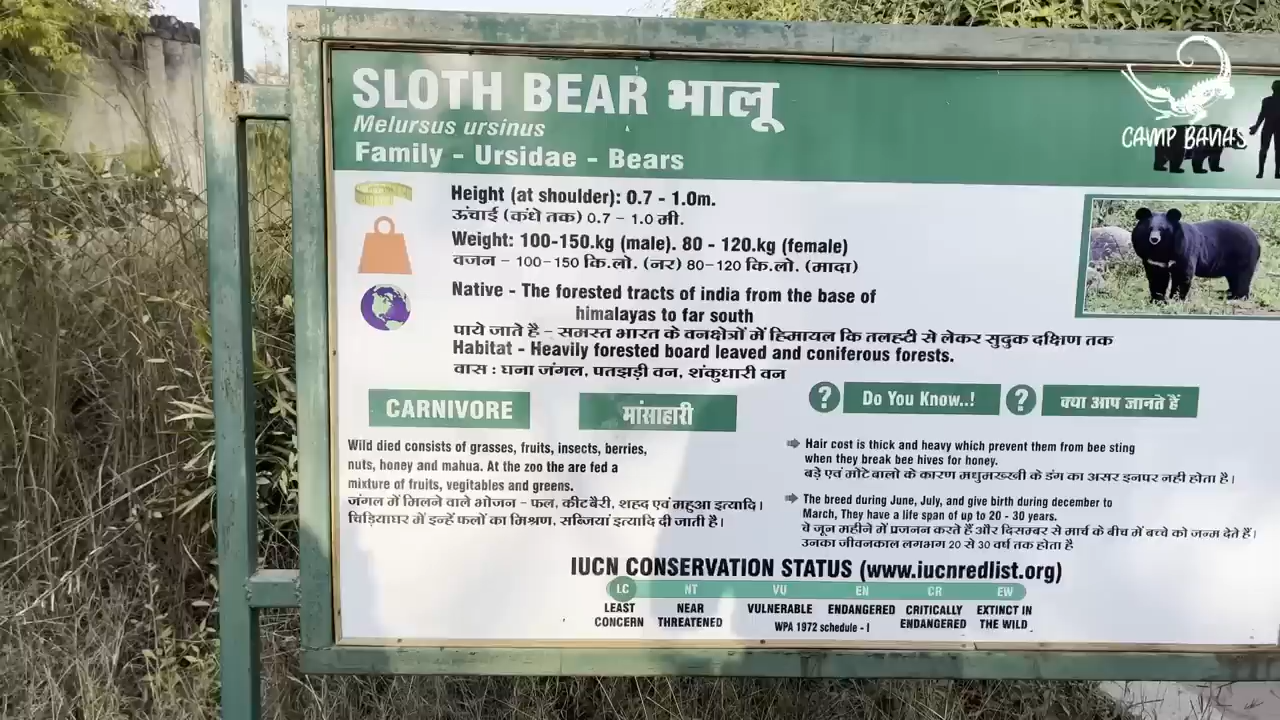 SLOTH BEAR भालू
Melursus ursinus
Family - Ursidae - Bears
CAMP BANAS
Height (at shoulder): 0.7 - 1.0m.
ऊंचाई (कंधे तक) 0.7 - 1.0 मी.
Weight: 100-150.kg (male). 80 - 120.kg (female)
वजन - 100-150 कि.लो. (नर) 80-120 कि.लो. (मादा)
Native - The forested tracts of india from the base of
himalayas to far south
पाये जाते है - समस्त भारत के वनक्षेत्रों में हिमायल कि तलहटी से लेकर सुदुक दक्षिण तक
Habitat - Heavily forested board leaved and coniferous forests.
वास : घना जंगल, पतझड़ी वन, शंकुधारी वन
CARNIVORE मांसाहारी
Wild died consists of grasses, fruits, insects, berries,
nuts, honey and mahua. At the zoo the are fed a
mixture of fruits, vegitables and greens.
जंगल में मिलने वाले भोजन - फल, कीटबैरी, शहद एवं महुआ इत्यादि।
चिड़ियाघर में इन्हें फलों का मिश्रण, सब्जियां इत्यादि दी जाती है।
? Do You Know..! ? क्या आप जानते हैं
Hair cost is thick and heavy which prevent them from bee sting
when they break bee hives for honey.
बड़े एवं मोटे बालो के कारण मधुमख्खी के डंग का असर इनपर नही होता है।
The breed during June, July, and give birth during december to
March, They have a life span of up to 20 - 30 years.
वे जून महीने में प्रजनन करते हैं और दिसम्बर से मार्च के बीच में बच्चे को जन्म देते हैं।
उनका जीवनकाल लगभग 20 से 30 वर्ष तक होता है
IUCN CONSERVATION STATUS (www.iucnredlist.org)
LC NT VU EN CR EW
LEAST CONCERN NEAR THREATENED VULNERABLE ENDANGERED CRITICALLY ENDANGERED EXTINCT IN THE WILD
WPA 1972 schedule - I